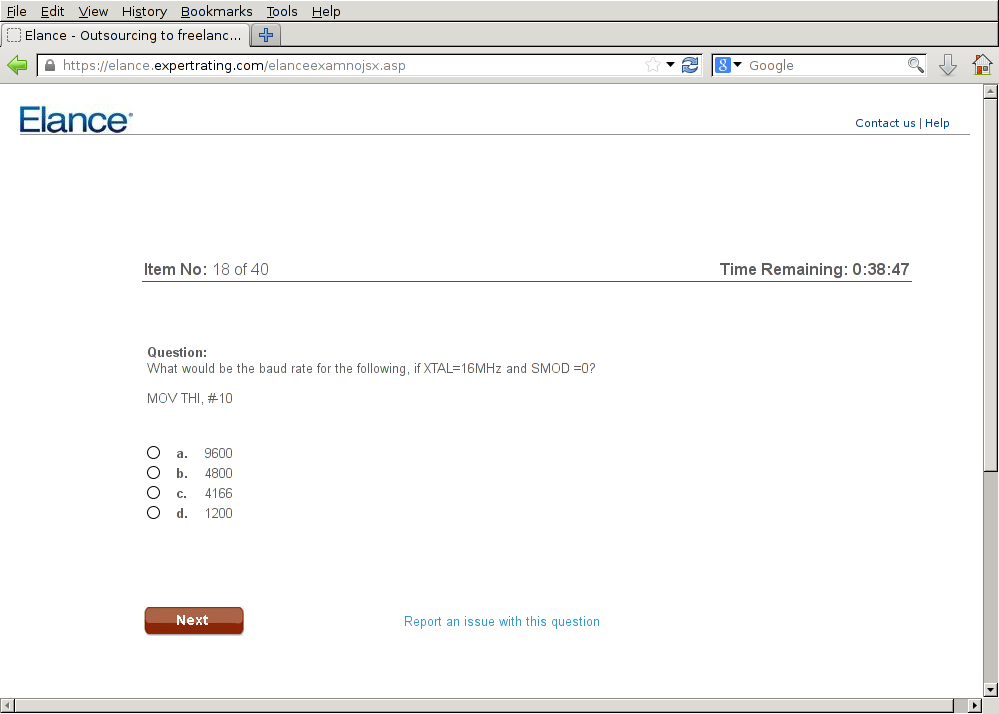 File Edit View History Bookmarks Tools Help
Elance - Outsourcing to freelanc...
https://elance.expertrating.com/elanceexamnojsx.asp
8 Google
Elance®
Contact us | Help
Item No: 18 of 40
Time Remaining: 0:38:47
Question:
What would be the baud rate for the following, if XTAL=16MHz and SMOD =0?
MOV THI, #-10
a. 9600
b. 4800
c. 4166
d. 1200
Next
Report an issue with this question